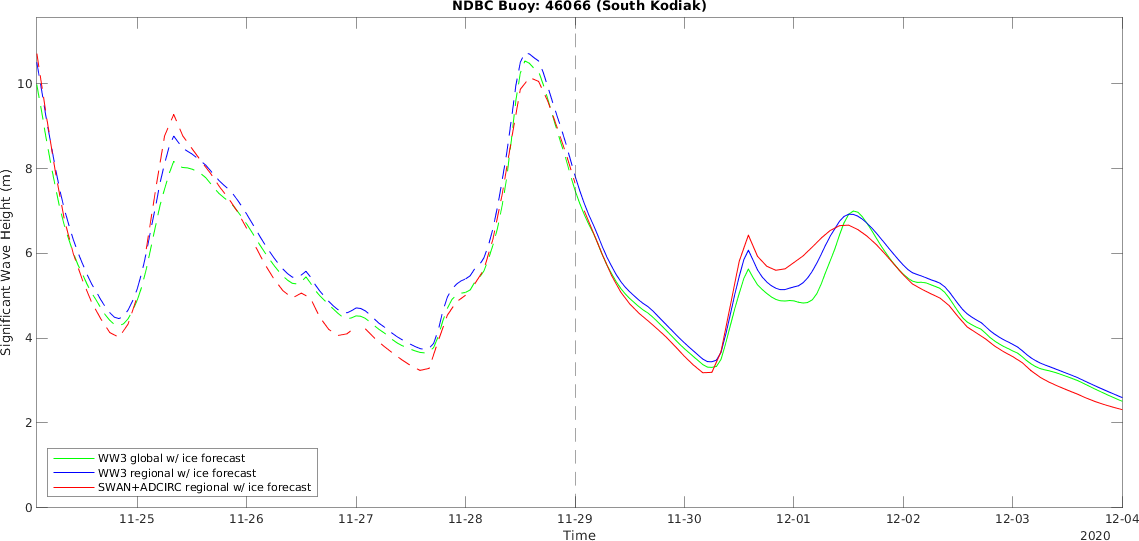 NDBC Buoy: 46066 (South Kodiak)
Significant Wave Height (m)
10
8
6
4
2
0
WW3 global w/ ice forecast
WW3 regional w/ ice forecast
SWAN+ADCIRC regional w/ ice forecast
11-25 11-26 11-27 11-28 11-29 11-30 12-01 12-02 12-03 12-04
Time
2020